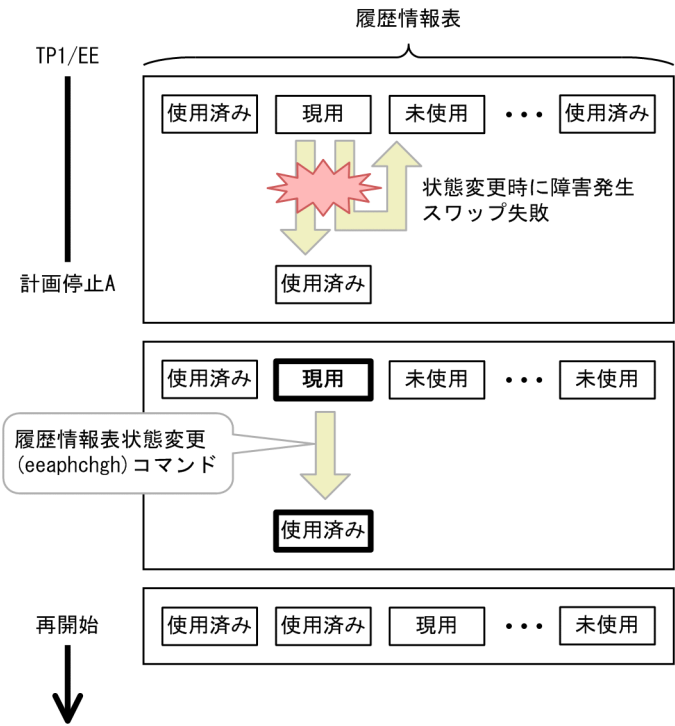 履歴情報表
TP1/EE
使用済み 現用 未使用 ・・・ 使用済み
状態変更時に障害発生
スワップ失敗
計画停止A
使用済み
使用済み 現用 未使用 ・・・ 未使用
履歴情報表状態変更
(eeaphchgh)コマンド
使用済み
再開始
使用済み 使用済み 現用 ・・・ 未使用